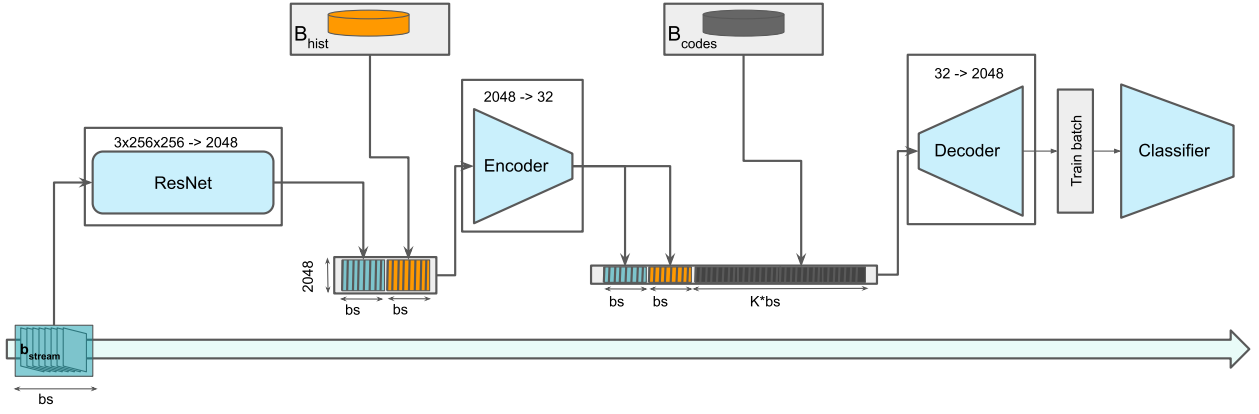 B_hist
B_codes
3x256x256 -> 2048
ResNet
2048 -> 32
Encoder
32 -> 2048
Decoder
Train batch
Classifier
2048
bs
bs
bs
bs
K*bs
b_stream
bs